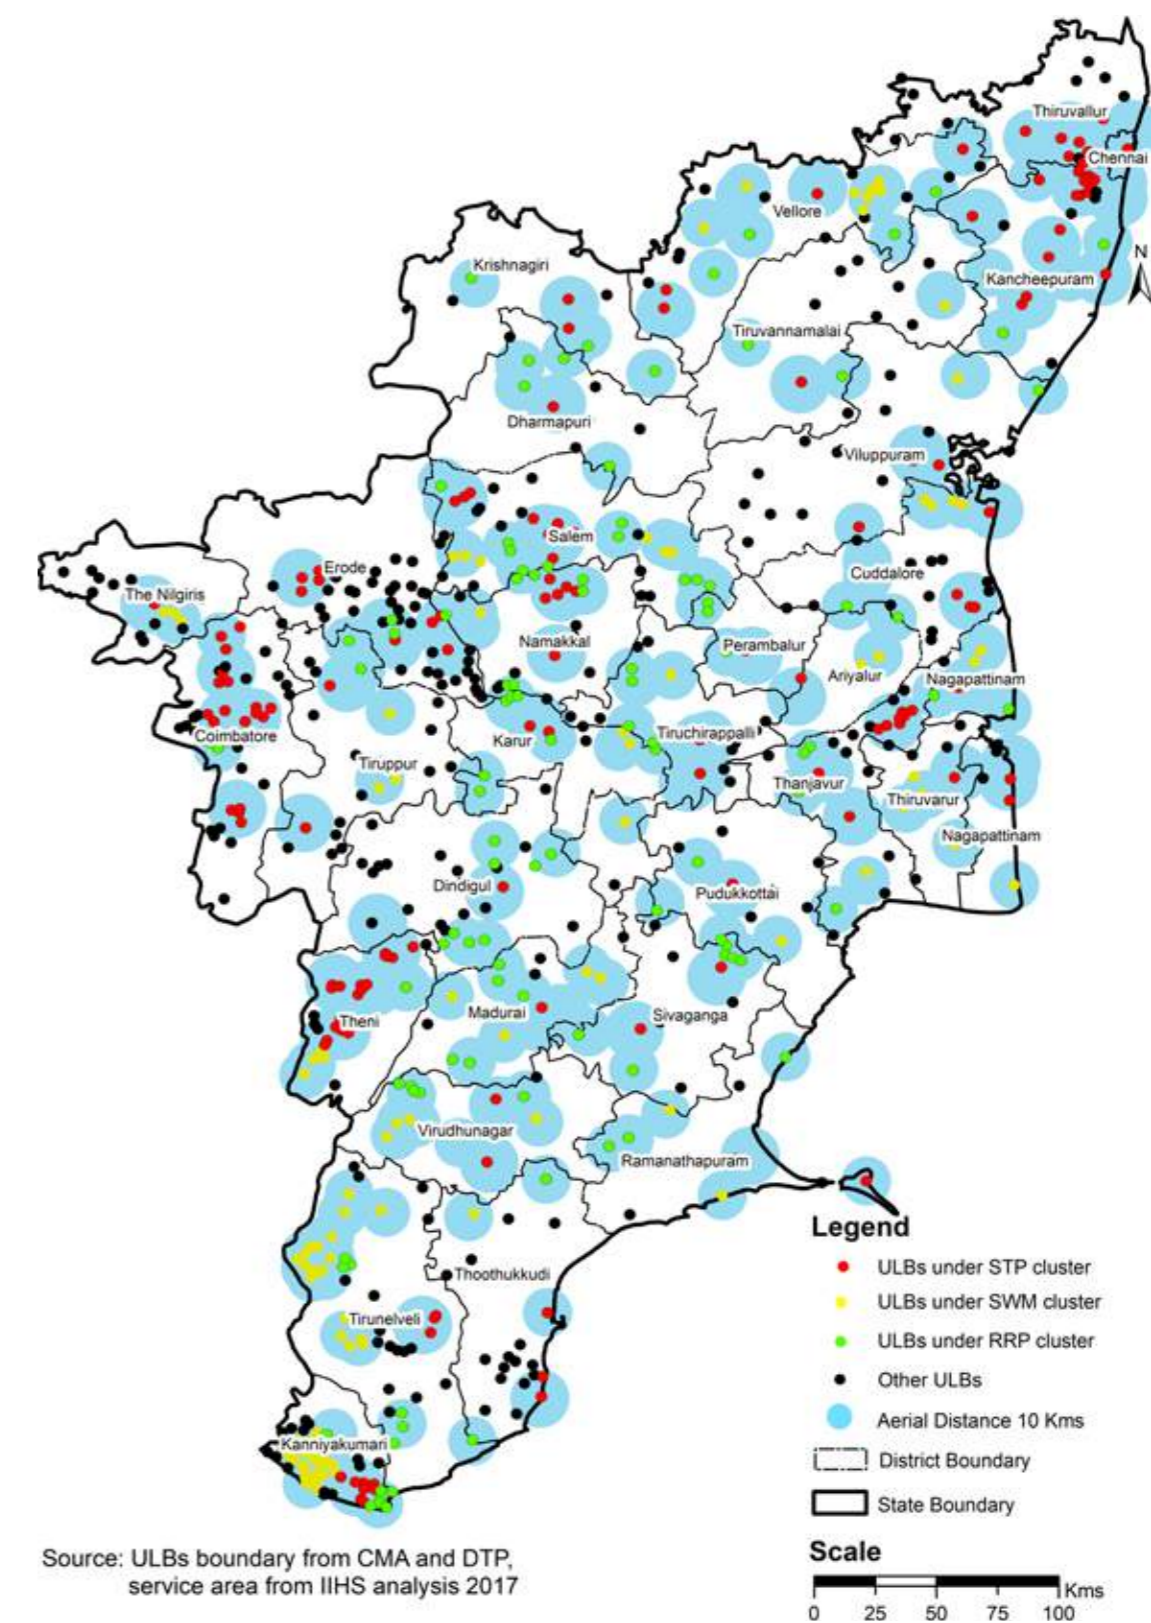 Thiruvallur
Chennai
Vellore
N
Krishnagiri
Kancheepuram
Tiruvannamalai
Dharmapuri
Viluppuram
Salem
Erode
Cuddalore
The Nilgiris
Namakkal
Perambalur
Ariyalur
Nagapattinam
Coimbatore
Karur
Tiruchirappalli
Tiruppur
Thanjavur
Thiruvarur
Nagapattinam
Dindigul
Pudukkottai
Theni
Madurai
Sivaganga
Virudhunagar
Ramanathapuram
Thoothukkudi
Tirunelveli
Kanniyakumari
Legend
ULBs under STP cluster
ULBs under SWM cluster
ULBs under RRP cluster
Other ULBs
Aerial Distance 10 Kms
District Boundary
State Boundary
Source: ULBs boundary from CMA and DTP,
service area from IIHS analysis 2017
Scale
Kms
0 25 50 75 100